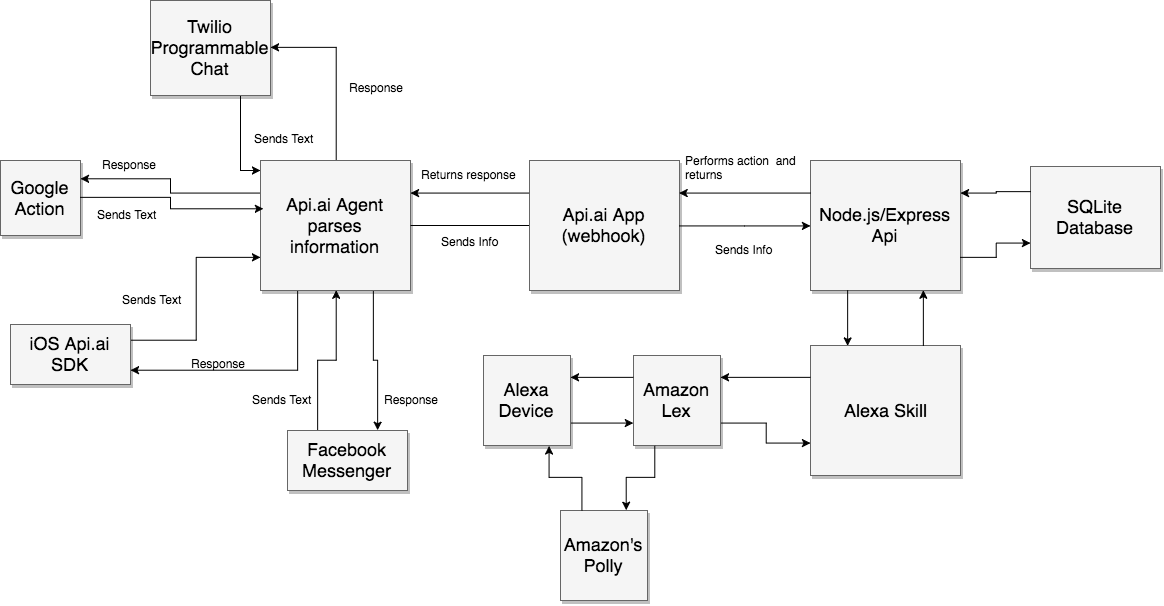 Twilio
Programmable
Chat
Response
Sends Text
Google
Action
Response
Sends Text
Api.ai Agent
parses
information
Returns response
Sends Info
Api.ai App
(webhook)
Performs action  and
returns
Sends Info
Node.js/Express
Api
SQLite
Database
Sends Text
iOS Api.ai
SDK
Response
Sends Text
Response
Facebook
Messenger
Alexa
Device
Amazon
Lex
Alexa Skill
Amazon's
Polly